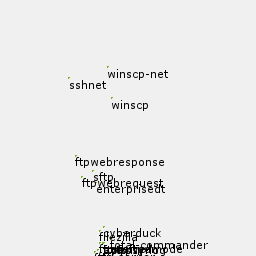 winscp-net
sshnet
winscp
ftpwebresponse
sftp
ftpwebrequest
enterprisedt
cyberduck
filezilla
total-commander